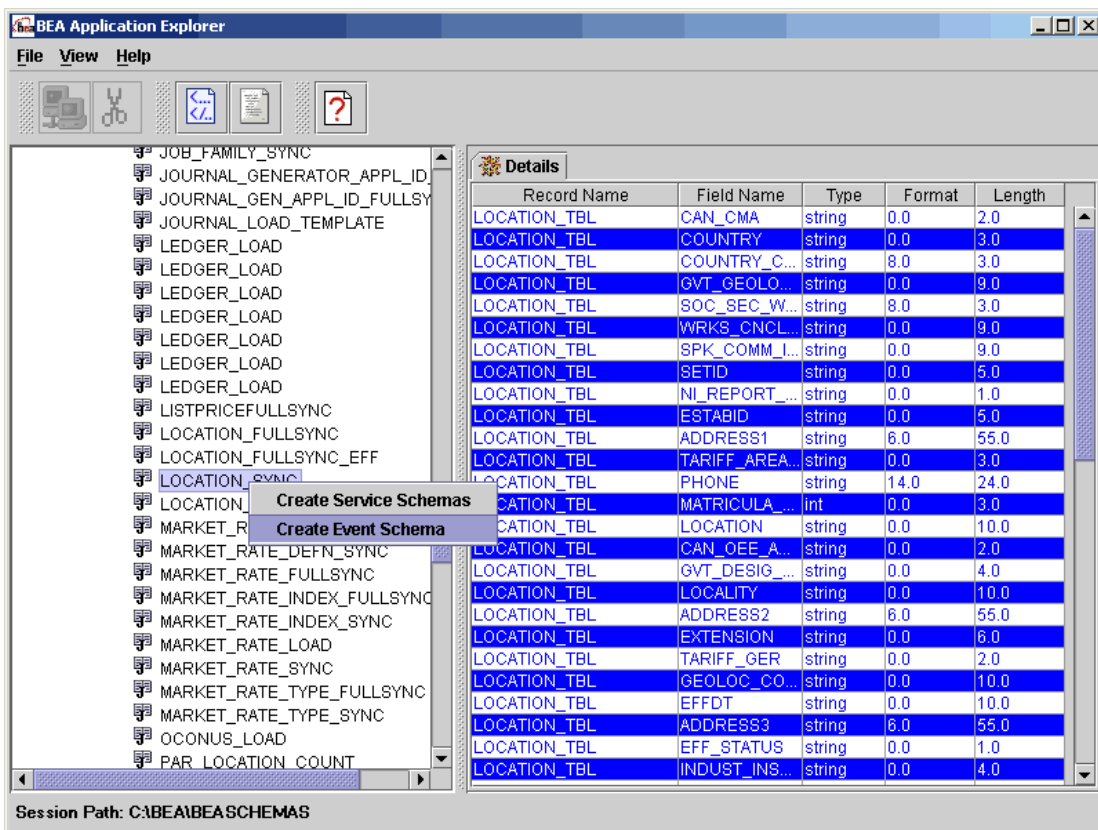 BEA Application Explorer
File View Help
JOB_FAMILY_SYNC
JOURNAL_GENERATOR_APPL_ID_
JOURNAL_GEN_APPL_ID_FULLSY
JOURNAL_LOAD_TEMPLATE
LEDGER_LOAD
LEDGER_LOAD
LEDGER_LOAD
LEDGER_LOAD
LEDGER_LOAD
LEDGER_LOAD
LEDGER_LOAD
LISTPRICEFULLSYNC
LOCATION_FULLSYNC
LOCATION_FULLSYNC_EFF
LOCATION_SYNC
LOCATION_
MARKET_R
MARKET_RATE_DEFN_SYNC
MARKET_RATE_FULLSYNC
MARKET_RATE_INDEX_FULLSYNC
MARKET_RATE_INDEX_SYNC
MARKET_RATE_LOAD
MARKET_RATE_SYNC
MARKET_RATE_TYPE_FULLSYNC
MARKET_RATE_TYPE_SYNC
OCONUS_LOAD
PAR_LOCATION_COUNT
Create Service Schemas
Create Event Schema
Details
Record Name Field Name Type Format Length
LOCATION_TBL CAN_CMA string 0.0 2.0
LOCATION_TBL COUNTRY string 0.0 3.0
LOCATION_TBL COUNTRY_C... string 8.0 3.0
LOCATION_TBL GVT_GEOLO... string 0.0 9.0
LOCATION_TBL SOC_SEC_W... string 8.0 3.0
LOCATION_TBL WRKS_CNCL... string 0.0 9.0
LOCATION_TBL SPK_COMM_I... string 0.0 9.0
LOCATION_TBL SETID string 0.0 5.0
LOCATION_TBL NI_REPORT_... string 0.0 1.0
LOCATION_TBL ESTABID string 0.0 5.0
LOCATION_TBL ADDRESS1 string 6.0 55.0
LOCATION_TBL TARIFF_AREA... string 0.0 3.0
LOCATION_TBL PHONE string 14.0 24.0
CATION_TBL MATRICULA_... int 0.0 3.0
CATION_TBL LOCATION string 0.0 10.0
LOCATION_TBL CAN_OEE_A... string 0.0 2.0
LOCATION_TBL GVT_DESIG_... string 0.0 4.0
LOCATION_TBL LOCALITY string 0.0 10.0
LOCATION_TBL ADDRESS2 string 6.0 55.0
LOCATION_TBL EXTENSION string 0.0 6.0
LOCATION_TBL TARIFF_GER string 0.0 2.0
LOCATION_TBL GEOLOC_CO... string 0.0 10.0
LOCATION_TBL EFFDT string 0.0 10.0
LOCATION_TBL ADDRESS3 string 6.0 55.0
LOCATION_TBL EFF_STATUS string 0.0 1.0
LOCATION_TBL INDUST_INS... string 0.0 4.0
Session Path: C:\BEA\BEASCHEMAS